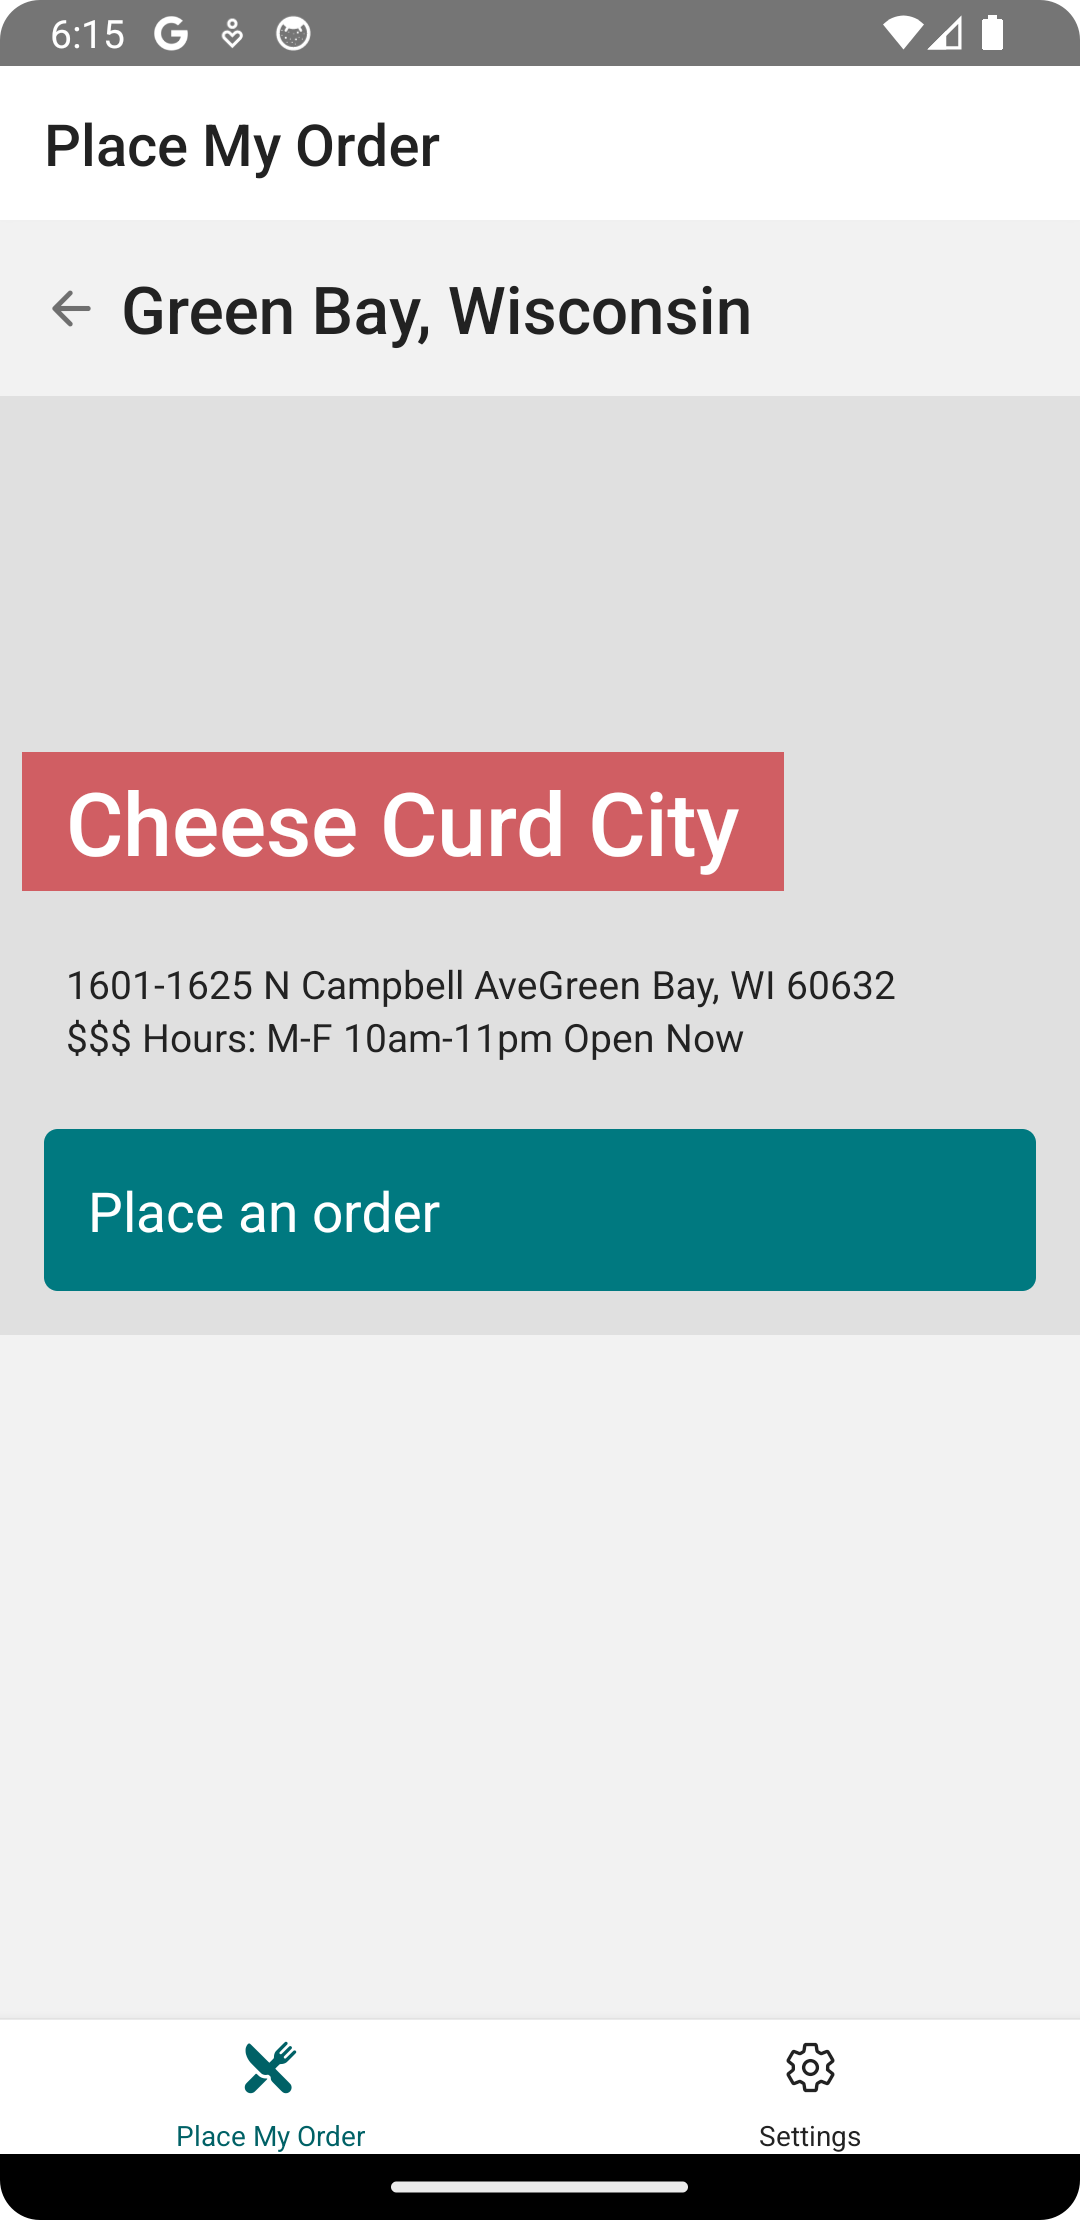 6:15
Place My Order
Green Bay, Wisconsin
Cheese Curd City
1601-1625 N Campbell AveGreen Bay, WI 60632
$$$ Hours: M-F 10am-11pm Open Now
Place an order
Place My Order
Settings